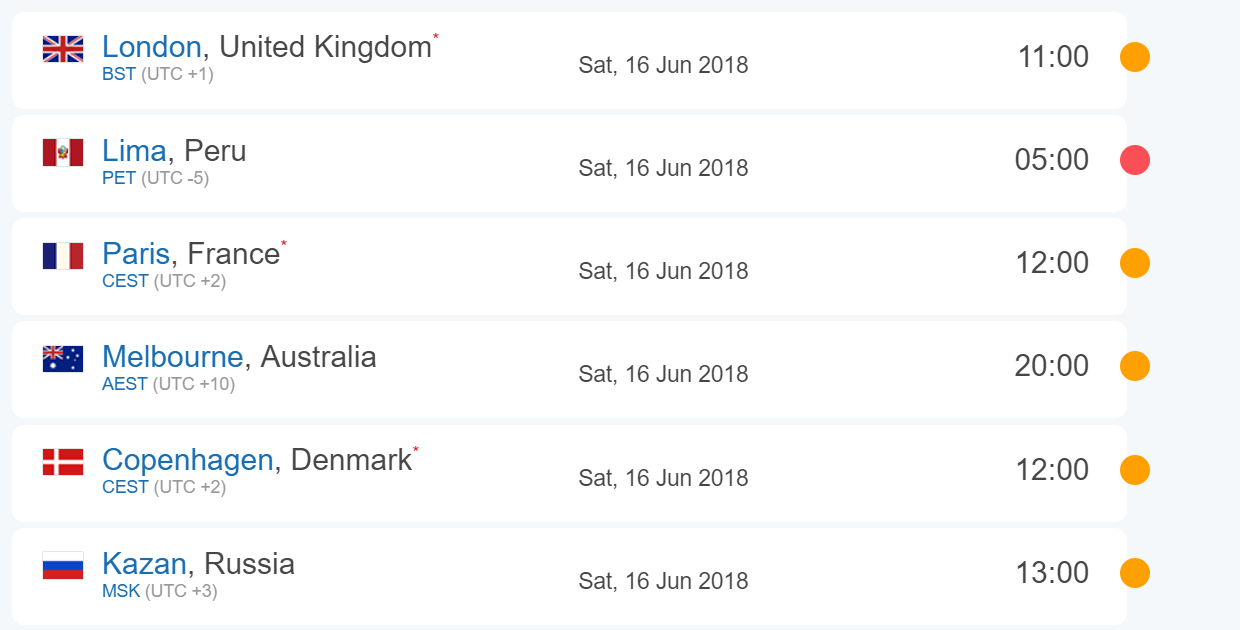 London, United Kingdom*
BST (UTC +1)
Sat, 16 Jun 2018
11:00
Lima, Peru
PET (UTC -5)
Sat, 16 Jun 2018
05:00
Paris, France*
CEST (UTC +2)
Sat, 16 Jun 2018
12:00
Melbourne, Australia
AEST (UTC +10)
Sat, 16 Jun 2018
20:00
Copenhagen, Denmark*
CEST (UTC +2)
Sat, 16 Jun 2018
12:00
Kazan, Russia
MSK (UTC +3)
Sat, 16 Jun 2018
13:00